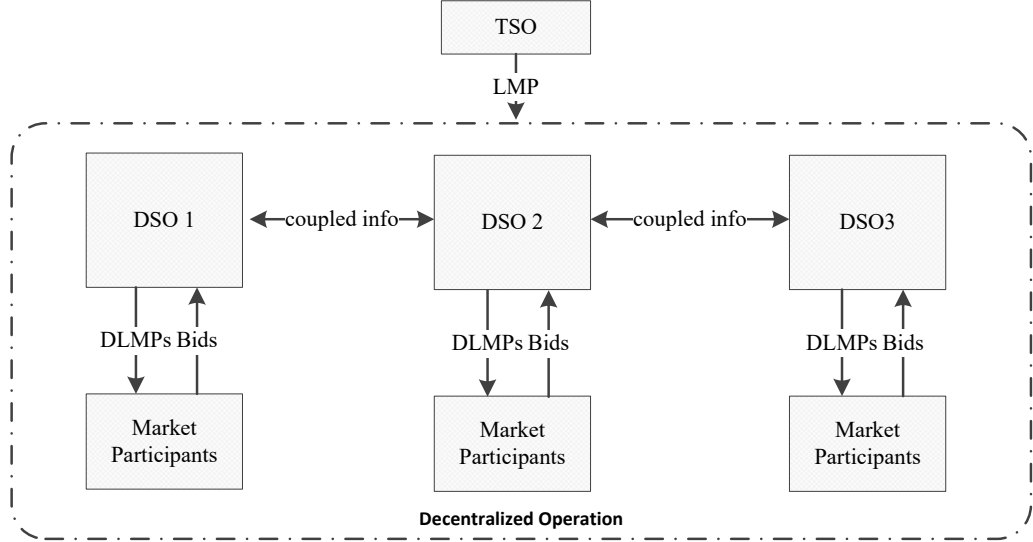 TSO
LMP
DSO 1
coupled info
DSO 2
coupled info
DSO3
DLMPs Bids
DLMPs Bids
DLMPs Bids
Market
Participants
Market
Participants
Market
Participants
Decentralized Operation